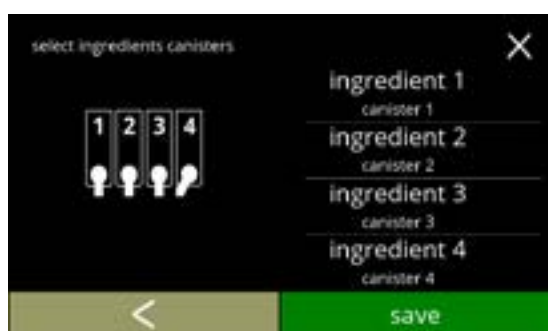 select ingredients canisters
1 2 3 4
ingredient 1
canister 1
ingredient 2
canister 2
ingredient 3
canister 3
ingredient 4
canister 4
save